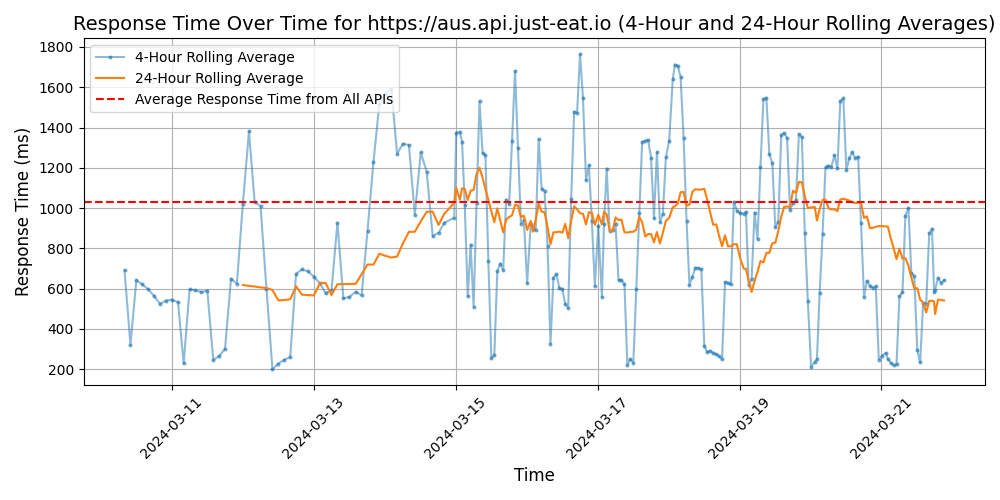 Response Time Over Time for https://aus.api.just-eat.io (4-Hour and 24-Hour Rolling Averages)
4-Hour Rolling Average
24-Hour Rolling Average
Average Response Time from All APIs
Response Time (ms)
1800
1600
1400
1200
1000
800
600
400
200
2024-03-11
2024-03-13
2024-03-15
2024-03-17
2024-03-19
2024-03-21
Time